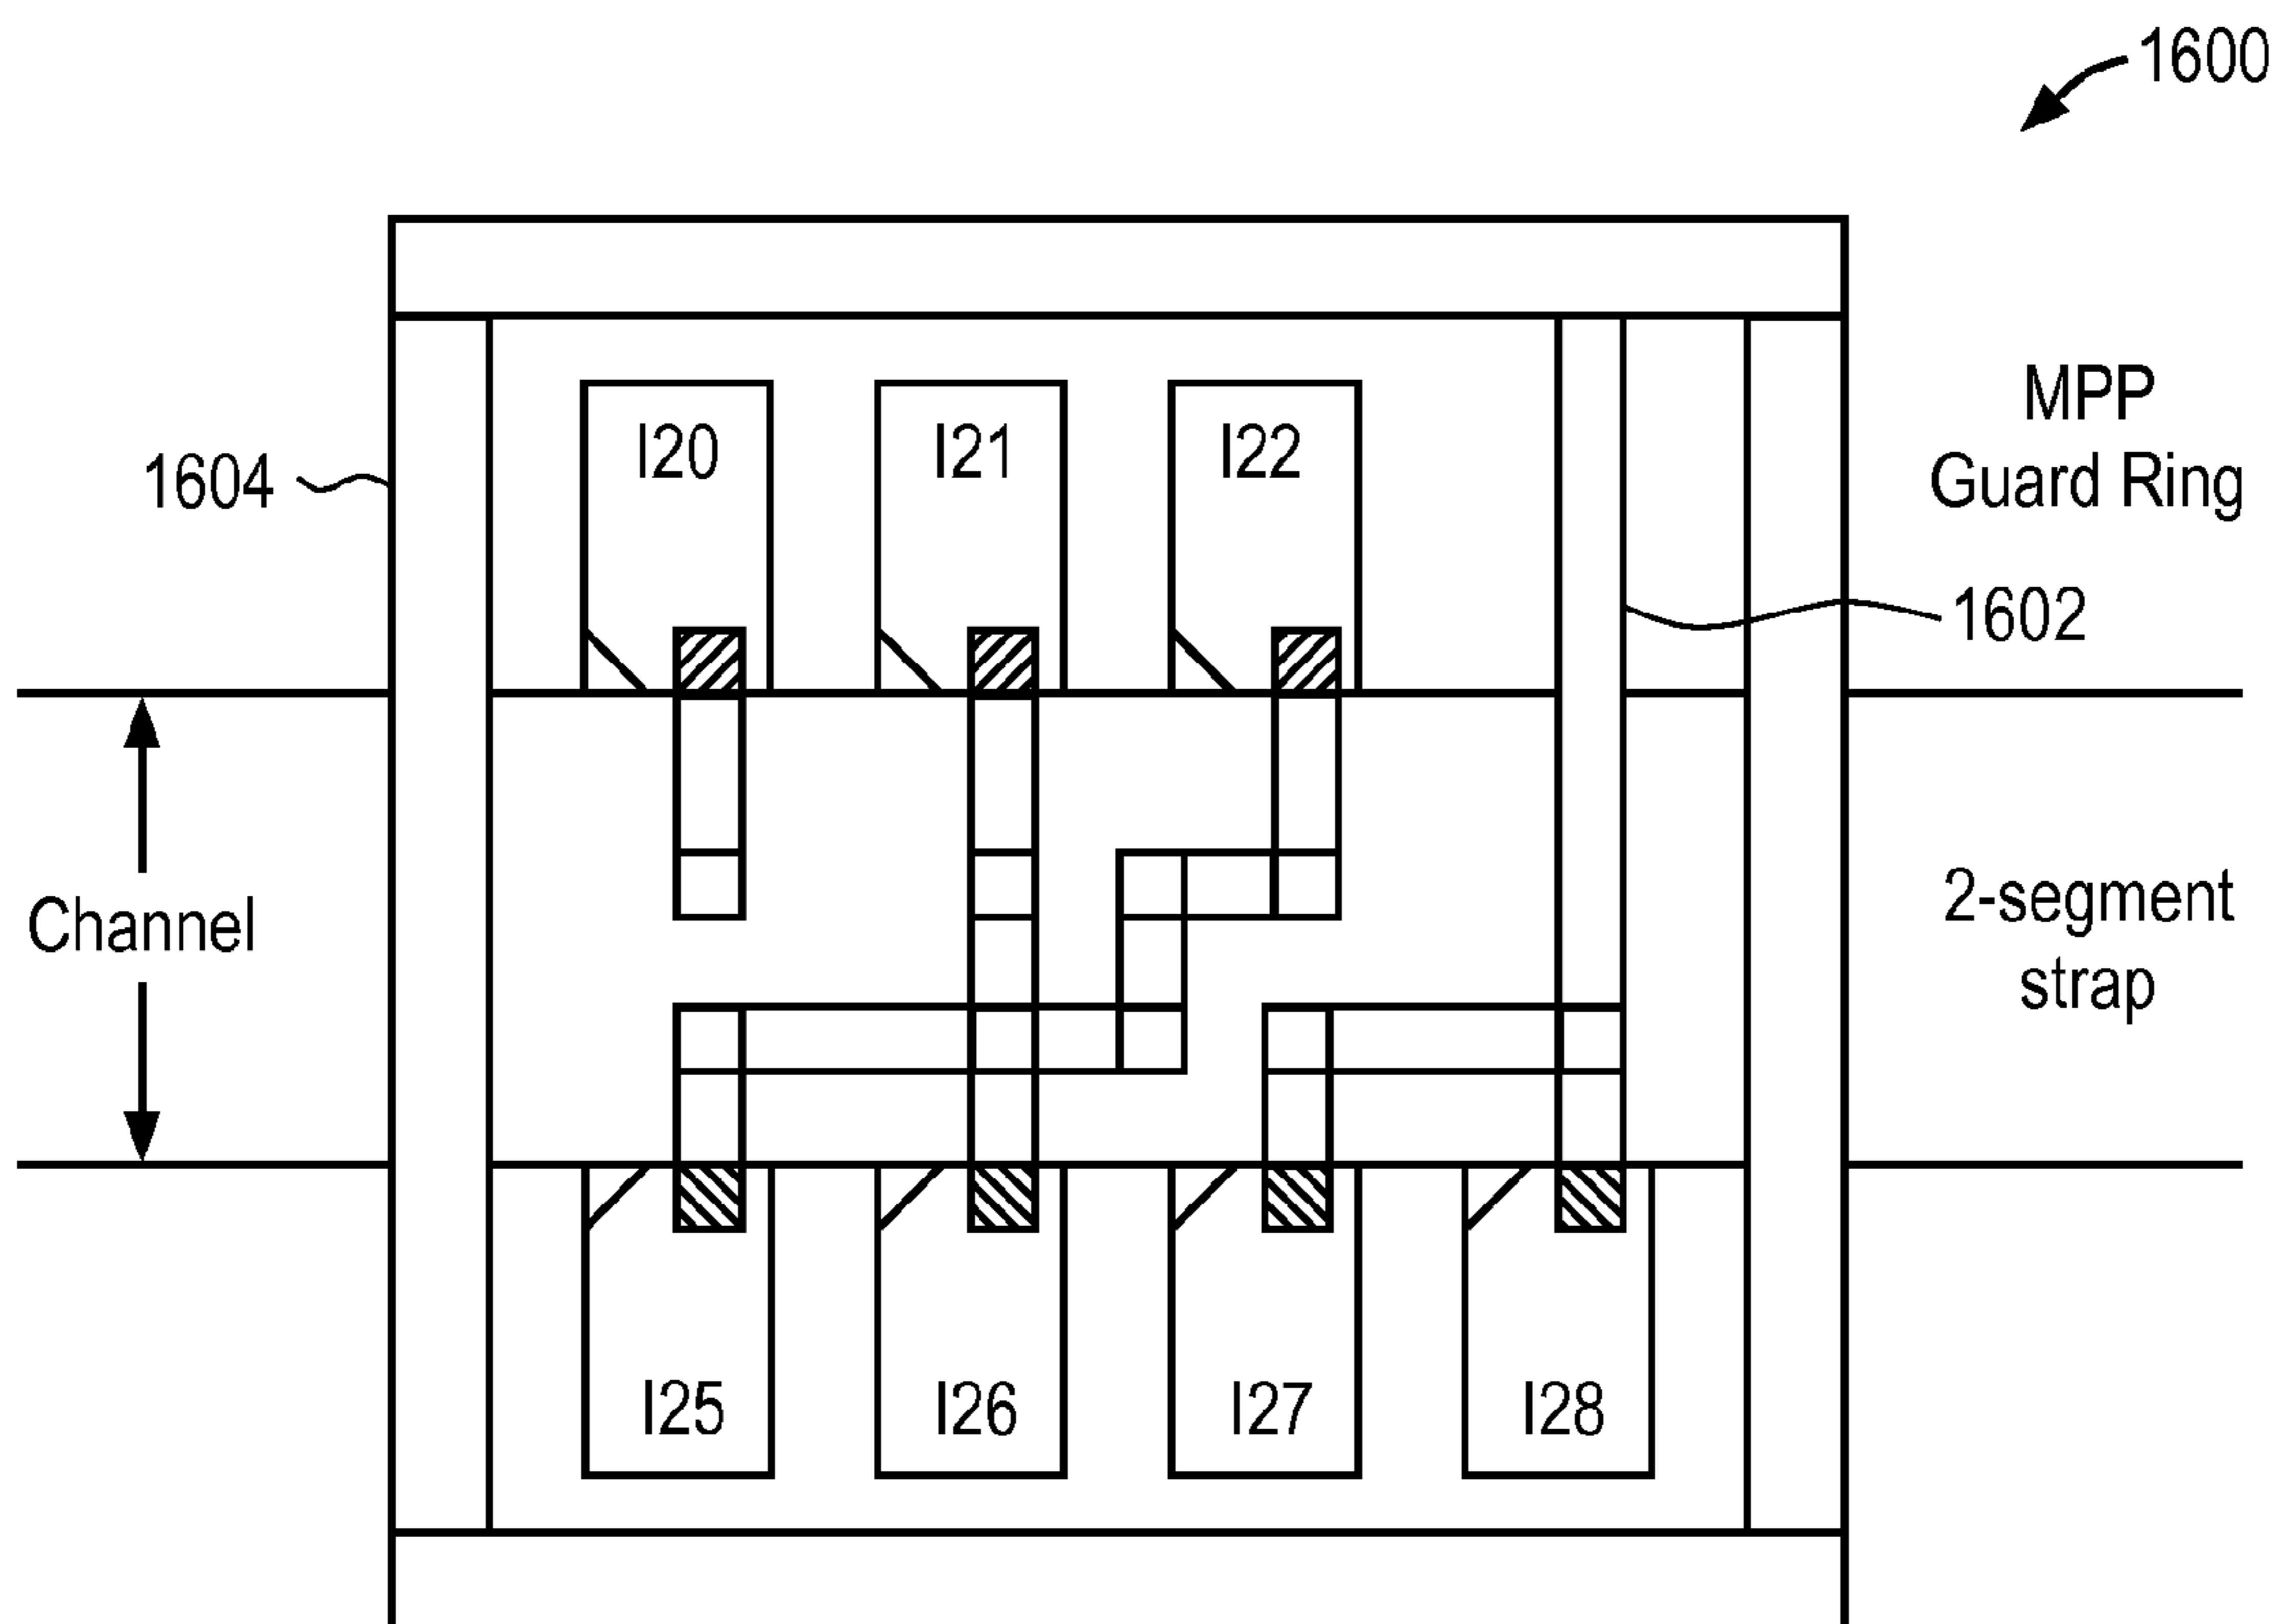 1600
MPP
Guard Ring
I20 I21 I22
1604
1602
Channel
2-segment
strap
I25 I26 I27 I28